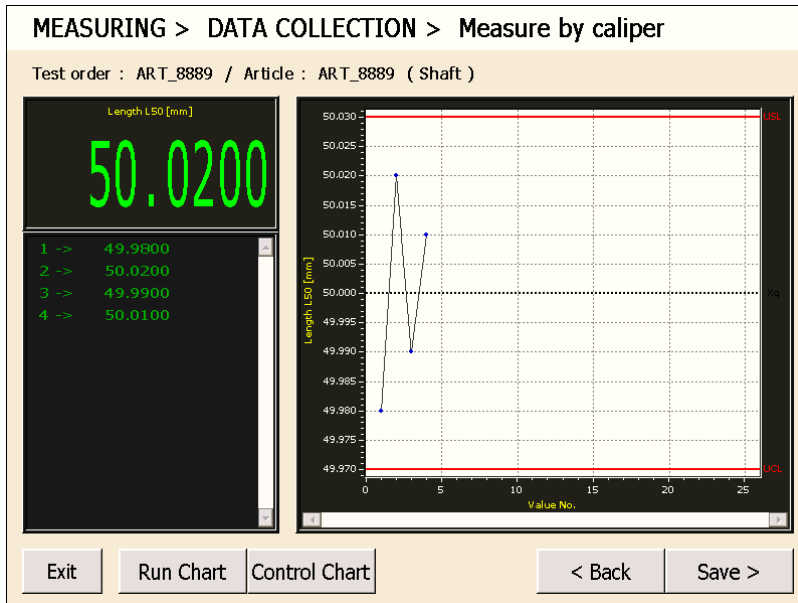 MEASURING > DATA COLLECTION > Measure by caliper
Test order : ART_8889 / Article : ART_8889 ( Shaft )
Length L50 [mm]
50.0200
1 -> 49.9800
2 -> 50.0200
3 -> 49.9900
4 -> 50.0100
Length L50 [mm]
50.030
50.025
50.020
50.015
50.010
50.005
50.000
49.995
49.990
49.985
49.980
49.975
49.970
USL
Xq
UCL
0 5 10 15 20 25
Value No.
Exit Run Chart Control Chart < Back Save >